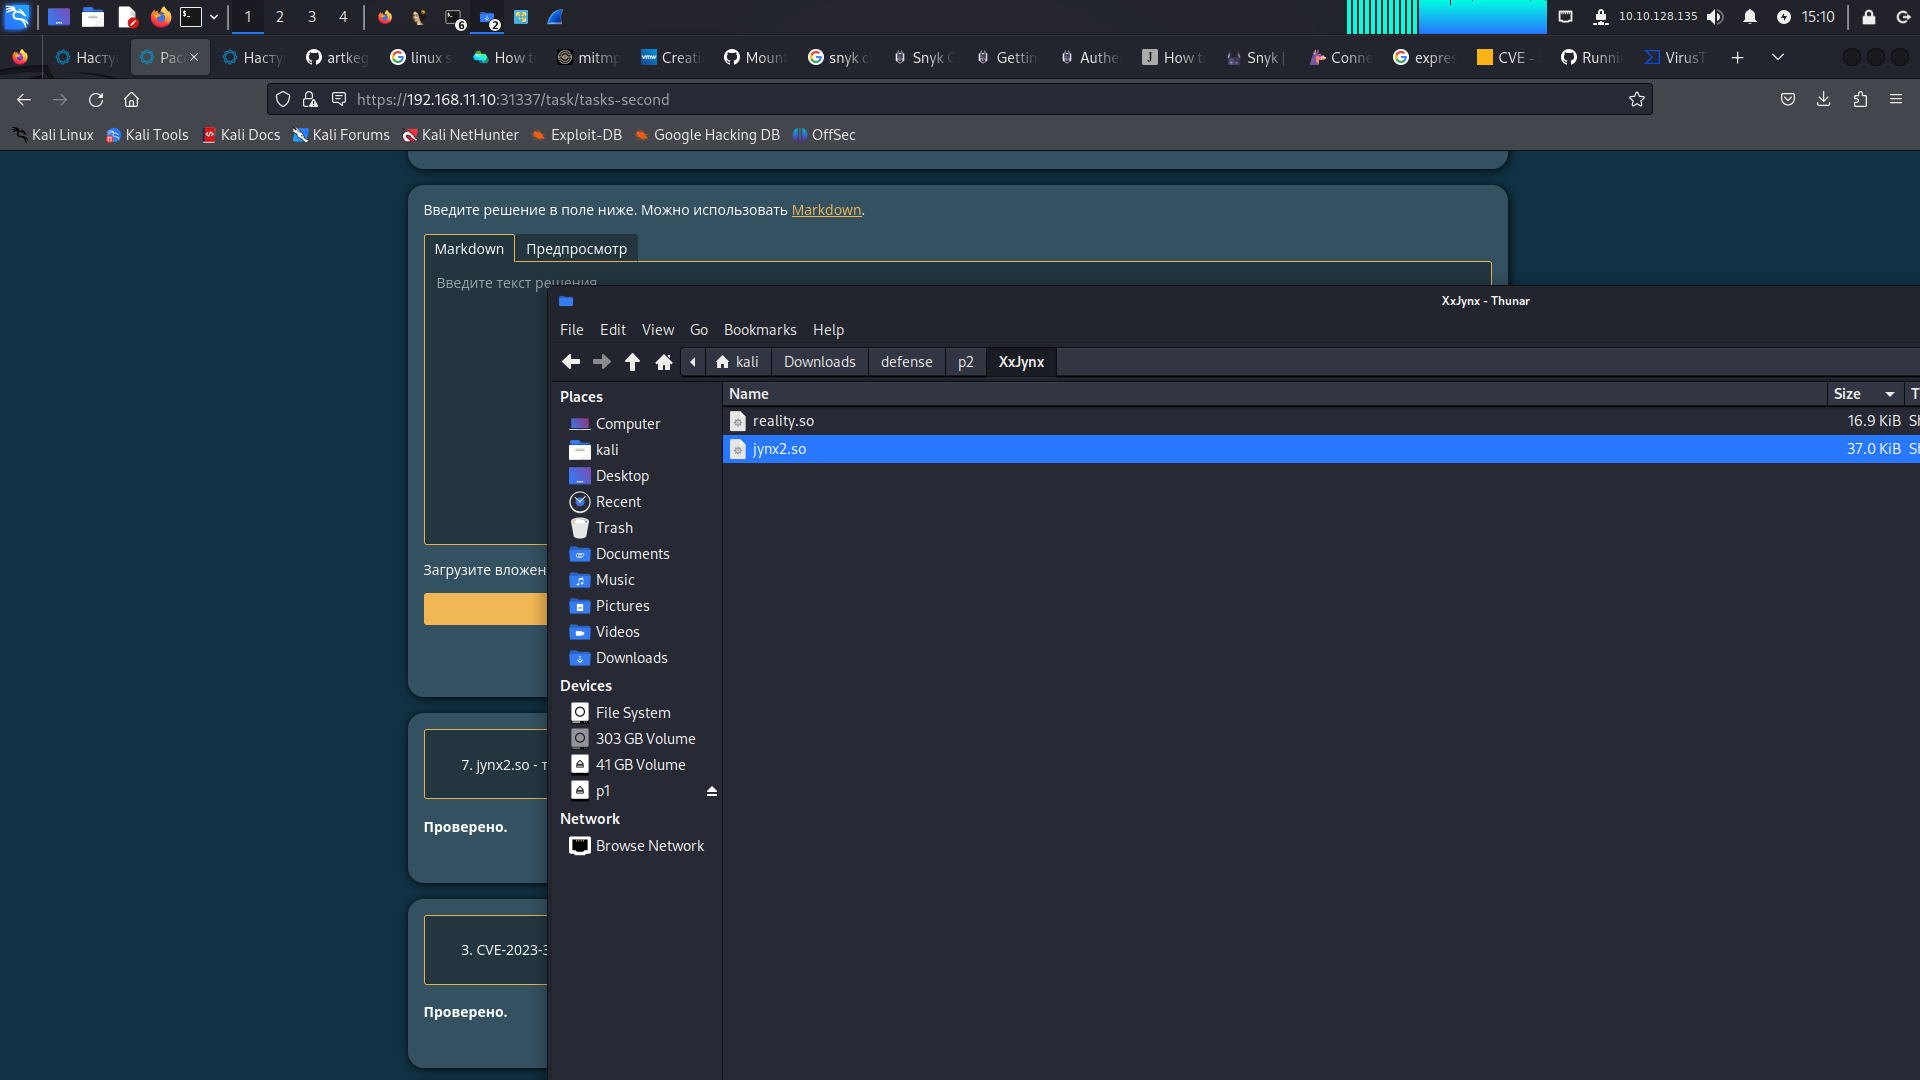 1 2 3 4 6 2 10.10.128.135 15:10
Насту Рас Насту artkeg linux s How t mitmp Creati Mount snyk c Snyk C Gettin Authe How t Snyk | Conne expres CVE - Runni VirusT
https://192.168.11.10:31337/task/tasks-second
Kali Linux Kali Tools Kali Docs Kali Forums Kali NetHunter Exploit-DB Google Hacking DB OffSec
Введите решение в поле ниже. Можно использовать Markdown.
Markdown Предпросмотр
Введите текст решения
XxJynx - Thunar
File Edit View Go Bookmarks Help
kali Downloads defense p2 XxJynx
Places
Name Size T
Computer
reality.so 16.9 KiB Sh
kali
jynx2.so 37.0 KiB Sh
Desktop
Recent
Trash
Documents
Загрузите вложен
Music
Pictures
Videos
Downloads
Devices
File System
303 GB Volume
7. jynx2.so - т
41 GB Volume
p1
Network
Проверено.
Browse Network
3. CVE-2023-3
Проверено.